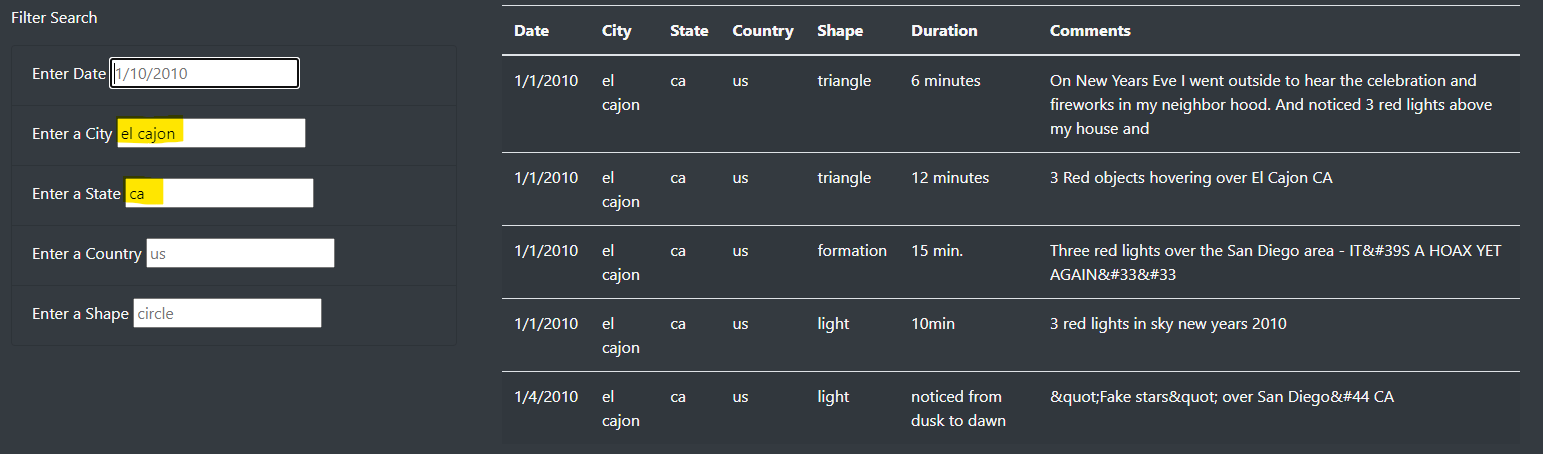 Filter Search
Enter Date 1/10/2010
Enter a City el cajon
Enter a State ca
Enter a Country us
Enter a Shape circle
Date City State Country Shape Duration Comments
1/1/2010 el ca us triangle 6 minutes On New Years Eve I went outside to hear the celebration and
cajon fireworks in my neighbor hood. And noticed 3 red lights above
my house and
1/1/2010 el ca us triangle 12 minutes 3 Red objects hovering over El Cajon CA
cajon
1/1/2010 el ca us formation 15 min. Three red lights over the San Diego area - IT&#39S A HOAX YET
cajon AGAIN&#33&#33
1/1/2010 el ca us light 10min 3 red lights in sky new years 2010
cajon
1/4/2010 el ca us light noticed from &quot;Fake stars&quot; over San Diego&#44 CA
cajon dusk to dawn